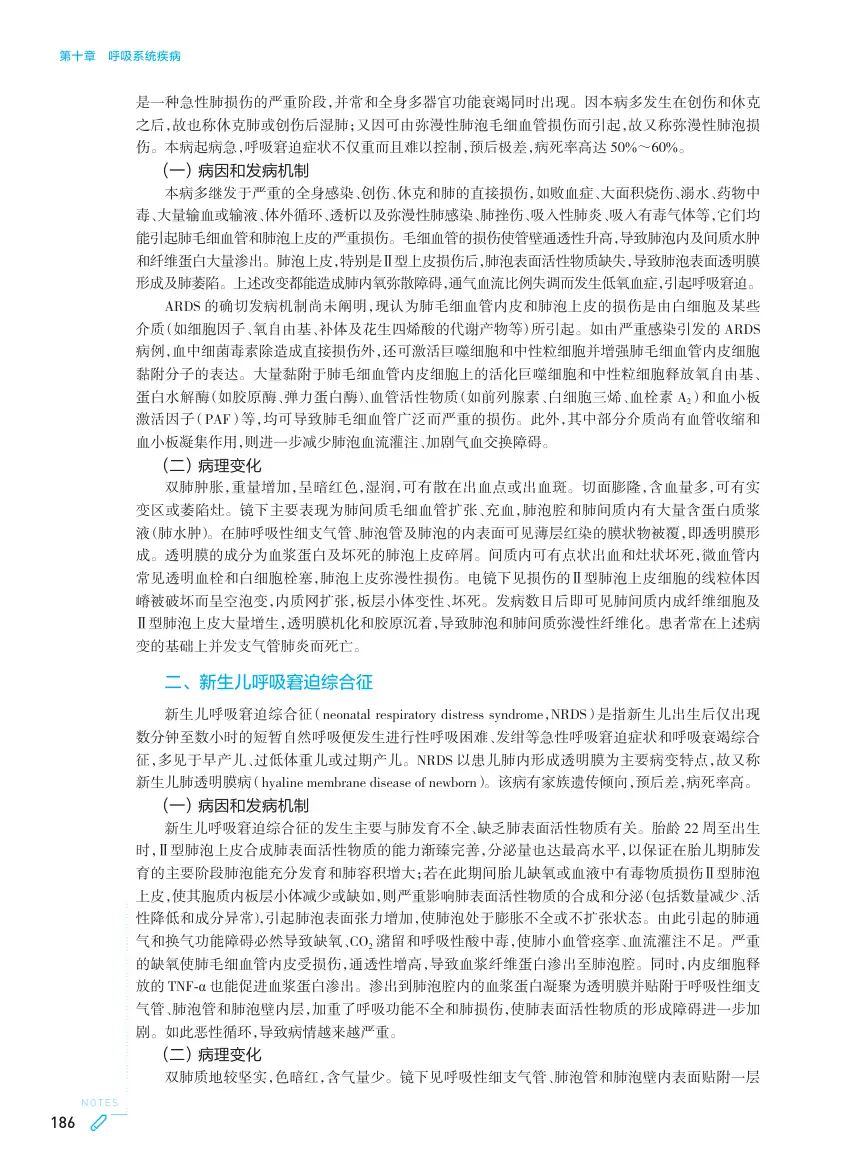 第十章 呼吸系统疾病
是一种急性肺损伤的严重阶段,并常和全身多器官功能衰竭同时出现。因本病多发生在创伤和休克
之后,故也称休克肺或创伤后湿肺;又因可由弥漫性肺泡毛细血管损伤而引起,故又称弥漫性肺泡损
伤。本病起病急,呼吸窘迫症状不仅重而且难以控制,预后极差,病死率高达 50%~60%。
(一)病因和发病机制
本病多继发于严重的全身感染、创伤、休克和肺的直接损伤,如败血症、大面积烧伤、溺水、药物中
毒、大量输血或输液、体外循环、透析以及弥漫性肺感染、肺挫伤、吸入性肺炎、吸入有毒气体等,它们均
能引起肺毛细血管和肺泡上皮的严重损伤。毛细血管的损伤使管壁通透性升高,导致肺泡内及间质水肿
和纤维蛋白大量渗出。肺泡上皮,特别是Ⅱ型上皮损伤后,肺泡表面活性物质缺失,导致肺泡表面透明膜
形成及肺萎陷。上述改变都能造成肺内氧弥散障碍,通气血流比例失调而发生低氧血症,引起呼吸窘迫。
ARDS 的确切发病机制尚未阐明,现认为肺毛细血管内皮和肺泡上皮的损伤是由白细胞及某些
介质(如细胞因子、氧自由基、补体及花生四烯酸的代谢产物等)所引起。如由严重感染引发的 ARDS
病例,血中细菌毒素除造成直接损伤外,还可激活巨噬细胞和中性粒细胞并增强肺毛细血管内皮细胞
黏附分子的表达。大量黏附于肺毛细血管内皮细胞上的活化巨噬细胞和中性粒细胞释放氧自由基、
蛋白水解酶(如胶原酶、弹力蛋白酶)、血管活性物质(如前列腺素、白细胞三烯、血栓素 A₂)和血小板
激活因子(PAF)等,均可导致肺毛细血管广泛而严重的损伤。此外,其中部分介质尚有血管收缩和
血小板凝集作用,则进一步减少肺泡血流灌注、加剧气血交换障碍。
(二)病理变化
双肺肿胀,重量增加,呈暗红色,湿润,可有散在出血点或出血斑。切面膨隆,含血量多,可有实
变区或萎陷灶。镜下主要表现为肺间质毛细血管扩张、充血,肺泡腔和肺间质内有大量含蛋白质浆
液(肺水肿)。在肺呼吸性细支气管、肺泡管及肺泡的内表面可见薄层红染的膜状物被覆,即透明膜形
成。透明膜的成分为血浆蛋白及坏死的肺泡上皮碎屑。间质内可有点状出血和灶状坏死,微血管内
常见透明血栓和白细胞栓塞,肺泡上皮弥漫性损伤。电镜下见损伤的Ⅱ型肺泡上皮细胞的线粒体因
嵴被破坏而呈空泡变,内质网扩张,板层小体变性、坏死。发病数日后即可见肺间质内成纤维细胞及
Ⅱ型肺泡上皮大量增生,透明膜机化和胶原沉着,导致肺泡和肺间质弥漫性纤维化。患者常在上述病
变的基础上并发支气管肺炎而死亡。
二、新生儿呼吸窘迫综合征
新生儿呼吸窘迫综合征(neonatal respiratory distress syndrome,NRDS)是指新生儿出生后仅出现
数分钟至数小时的短暂自然呼吸便发生进行性呼吸困难、发绀等急性呼吸窘迫症状和呼吸衰竭综合
征,多见于早产儿、过低体重儿或过期产儿。NRDS 以患儿肺内形成透明膜为主要病变特点,故又称
新生儿肺透明膜病(hyaline membrane disease of newborn)。该病有家族遗传倾向,预后差,病死率高。
(一)病因和发病机制
新生儿呼吸窘迫综合征的发生主要与肺发育不全、缺乏肺表面活性物质有关。胎龄 22 周至出生
时,Ⅱ型肺泡上皮合成肺表面活性物质的能力渐臻完善,分泌量也达最高水平,以保证在胎儿期肺发
育的主要阶段肺泡能充分发育和肺容积增大;若在此期间胎儿缺氧或血液中有毒物质损伤Ⅱ型肺泡
上皮,使其胞质内板层小体减少或缺如,则严重影响肺表面活性物质的合成和分泌(包括数量减少、活
性降低和成分异常),引起肺泡表面张力增加,使肺泡处于膨胀不全或不扩张状态。由此引起的肺通
气和换气功能障碍必然导致缺氧、CO₂ 潴留和呼吸性酸中毒,使肺小血管痉挛、血流灌注不足。严重
的缺氧使肺毛细血管内皮受损伤,通透性增高,导致血浆纤维蛋白渗出至肺泡腔。同时,内皮细胞释
放的 TNF-α 也能促进血浆蛋白渗出。渗出到肺泡腔内的血浆蛋白凝聚为透明膜并贴附于呼吸性细支
气管、肺泡管和肺泡壁内层,加重了呼吸功能不全和肺损伤,使肺表面活性物质的形成障碍进一步加
剧。如此恶性循环,导致病情越来越严重。
(二)病理变化
双肺质地较坚实,色暗红,含气量少。镜下见呼吸性细支气管、肺泡管和肺泡壁内表面贴附一层
NOTES
186